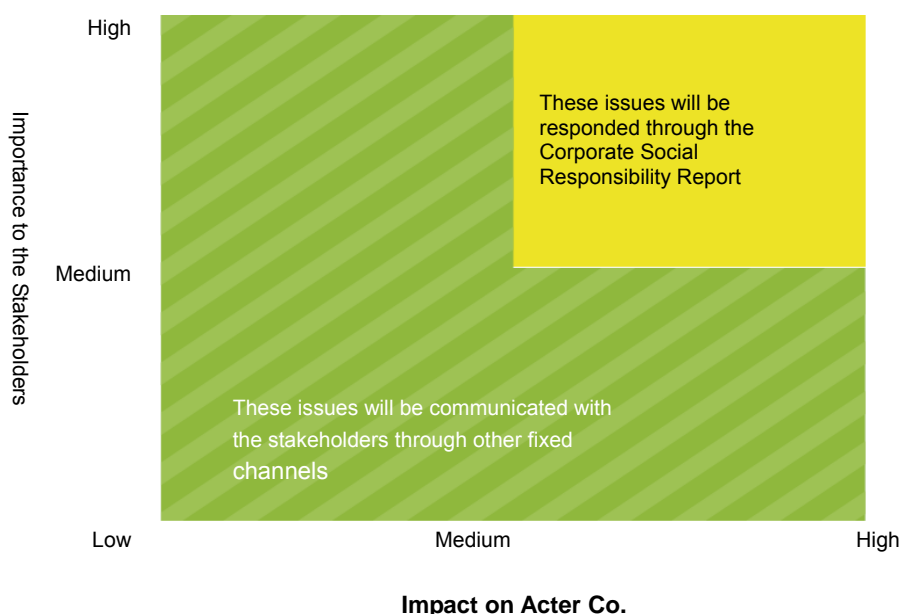 High
Importance to the Stakeholders
These issues will be
responded through the
Corporate Social
Responsibility Report
Medium
These issues will be communicated with
the stakeholders through other fixed
channels
Low
Medium
High
Impact on Acter Co.